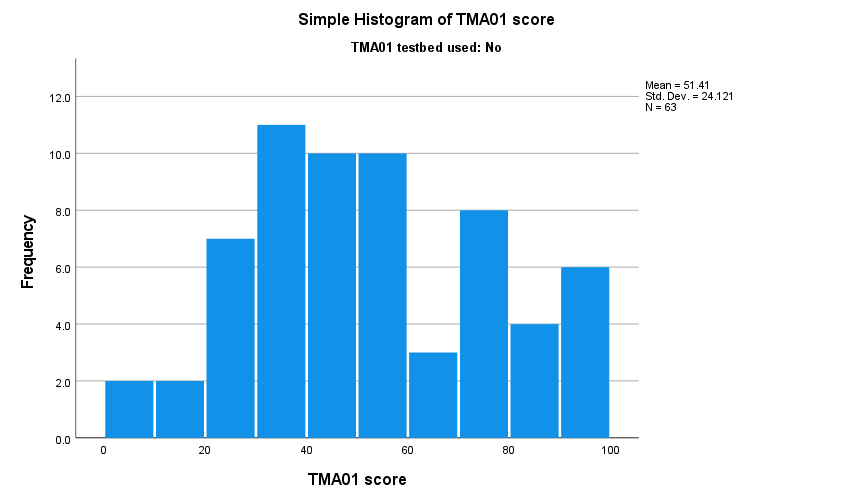 Simple Histogram of TMA01 score
TMA01 testbed used: No
Mean = 51.41
Std. Dev. = 24.121
N = 63
12.0
10.0
8.0
6.0
4.0
2.0
0.0
Frequency
0 20 40 60 80 100
TMA01 score